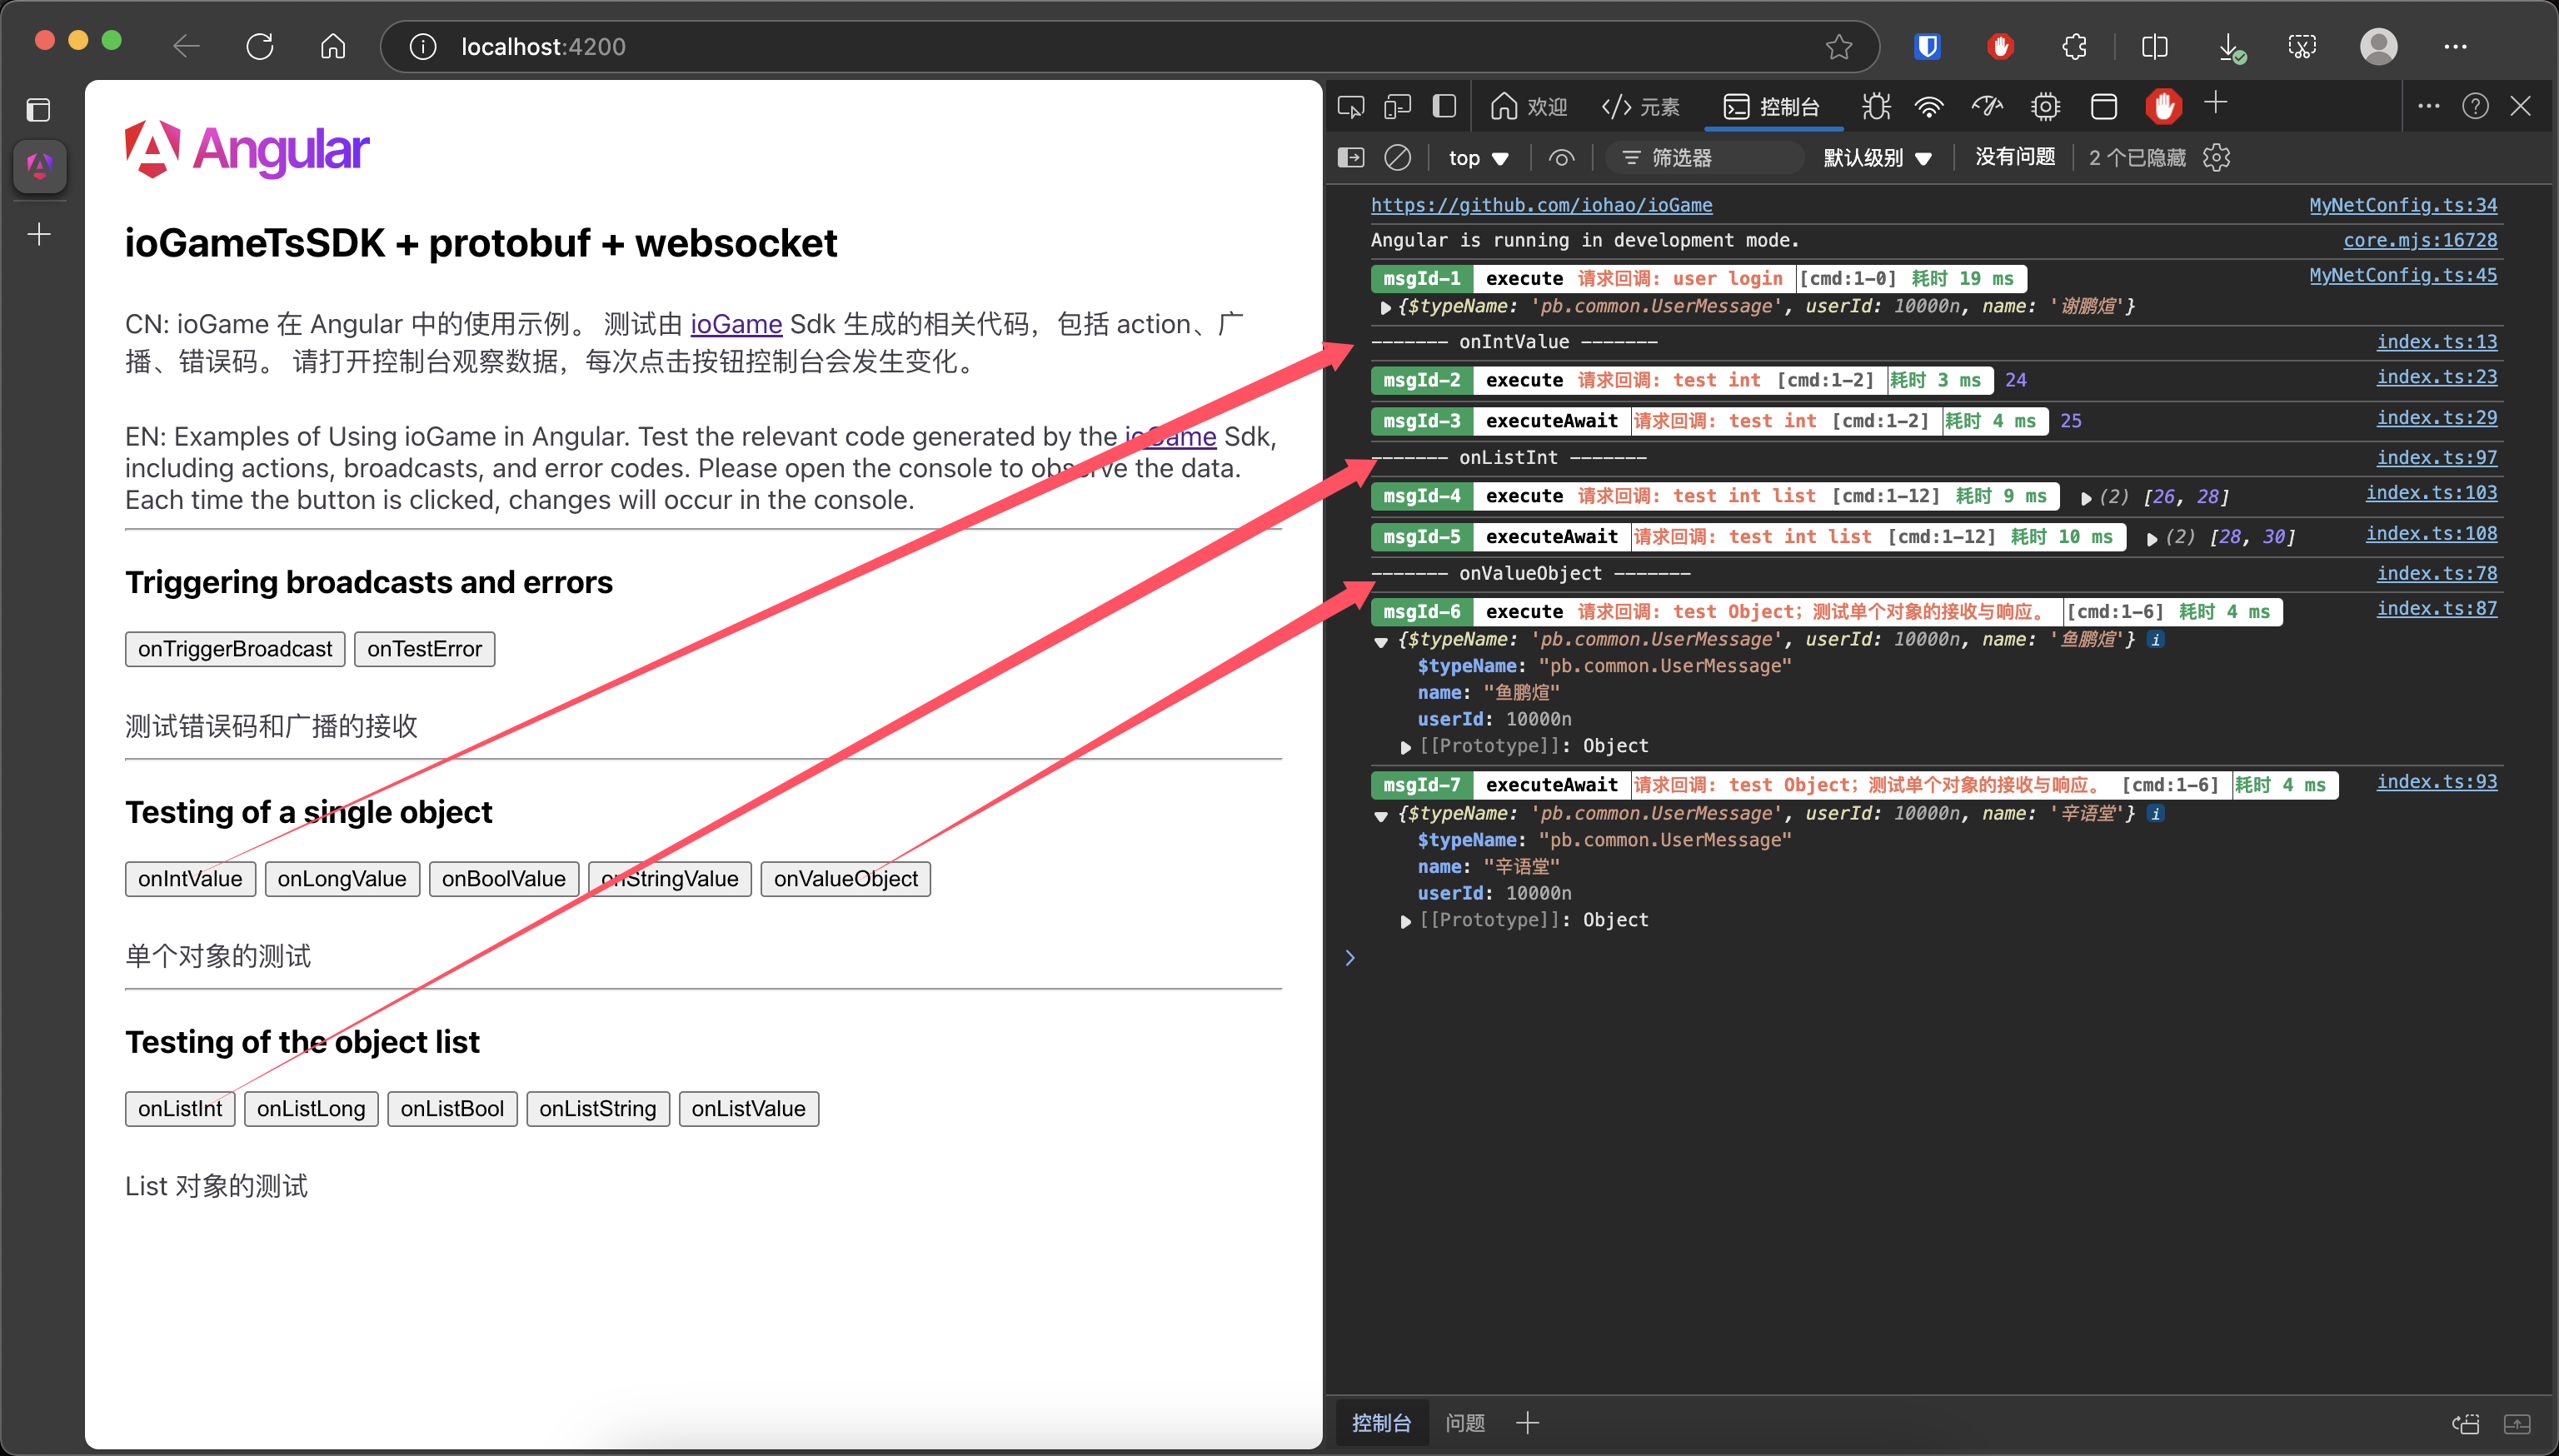 localhost:4200
Angular
ioGameTsSDK + protobuf + websocket
CN: ioGame 在 Angular 中的使用示例。 测试由 ioGame Sdk 生成的相关代码，包括 action、广
播、错误码。 请打开控制台观察数据，每次点击按钮控制台会发生变化。
EN: Examples of Using ioGame in Angular. Test the relevant code generated by the ioGame Sdk,
including actions, broadcasts, and error codes. Please open the console to observe the data.
Each time the button is clicked, changes will occur in the console.
Triggering broadcasts and errors
onTriggerBroadcast onTestError
测试错误码和广播的接收
Testing of a single object
onIntValue onLongValue onBoolValue onStringValue onValueObject
单个对象的测试
Testing of the object list
onListInt onListLong onListBool onListString onListValue
List 对象的测试
欢迎 </> 元素 控制台
top 筛选器 默认级别 没有问题 2 个已隐藏
https://github.com/iohao/ioGame MyNetConfig.ts:34
Angular is running in development mode. core.mjs:16728
msgId-1 execute 请求回调: user login [cmd:1-0] 耗时 19 ms MyNetConfig.ts:45
{$typeName: 'pb.common.UserMessage', userId: 10000n, name: '谢鹏煊'}
------- onIntValue ------- index.ts:13
msgId-2 execute 请求回调: test int [cmd:1-2] 耗时 3 ms 24 index.ts:23
msgId-3 executeAwait 请求回调: test int [cmd:1-2] 耗时 4 ms 25 index.ts:29
------- onListInt ------- index.ts:97
msgId-4 execute 请求回调: test int list [cmd:1-12] 耗时 9 ms (2) [26, 28] index.ts:103
msgId-5 executeAwait 请求回调: test int list [cmd:1-12] 耗时 10 ms (2) [28, 30] index.ts:108
------- onValueObject ------- index.ts:78
msgId-6 execute 请求回调: test Object; 测试单个对象的接收与响应。 [cmd:1-6] 耗时 4 ms index.ts:87
{$typeName: 'pb.common.UserMessage', userId: 10000n, name: '鱼鹏煊'} i
$typeName: "pb.common.UserMessage"
name: "鱼鹏煊"
userId: 10000n
[[Prototype]]: Object
msgId-7 executeAwait 请求回调: test Object; 测试单个对象的接收与响应。 [cmd:1-6] 耗时 4 ms index.ts:93
{$typeName: 'pb.common.UserMessage', userId: 10000n, name: '辛语堂'} i
$typeName: "pb.common.UserMessage"
name: "辛语堂"
userId: 10000n
[[Prototype]]: Object
控制台 问题